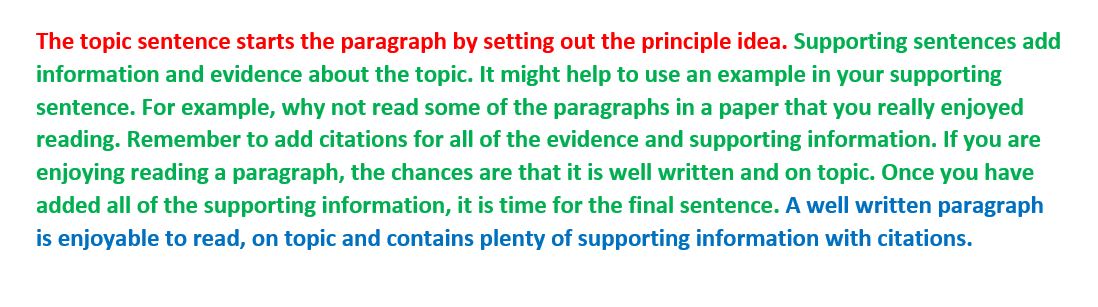 The topic sentence starts the paragraph by setting out the principle idea. Supporting sentences add
information and evidence about the topic. It might help to use an example in your supporting
sentence. For example, why not read some of the paragraphs in a paper that you really enjoyed
reading. Remember to add citations for all of the evidence and supporting information. If you are
enjoying reading a paragraph, the chances are that it is well written and on topic. Once you have
added all of the supporting information, it is time for the final sentence. A well written paragraph
is enjoyable to read, on topic and contains plenty of supporting information with citations.